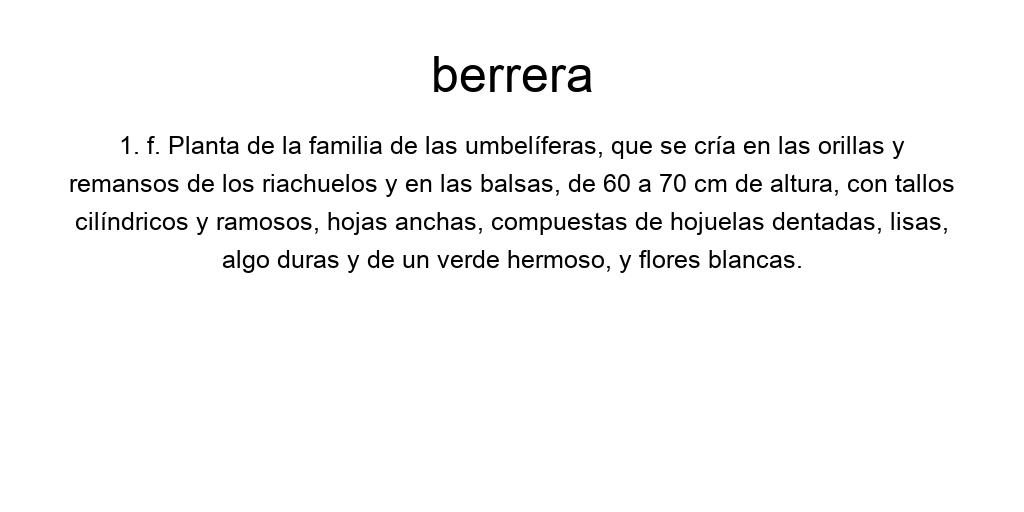 berrera
1. f. Planta de la familia de las umbelíferas, que se cría en las orillas y
remansos de los riachuelos y en las balsas, de 60 a 70 cm de altura, con tallos
cilíndricos y ramosos, hojas anchas, compuestas de hojuelas dentadas, lisas,
algo duras y de un verde hermoso, y flores blancas.